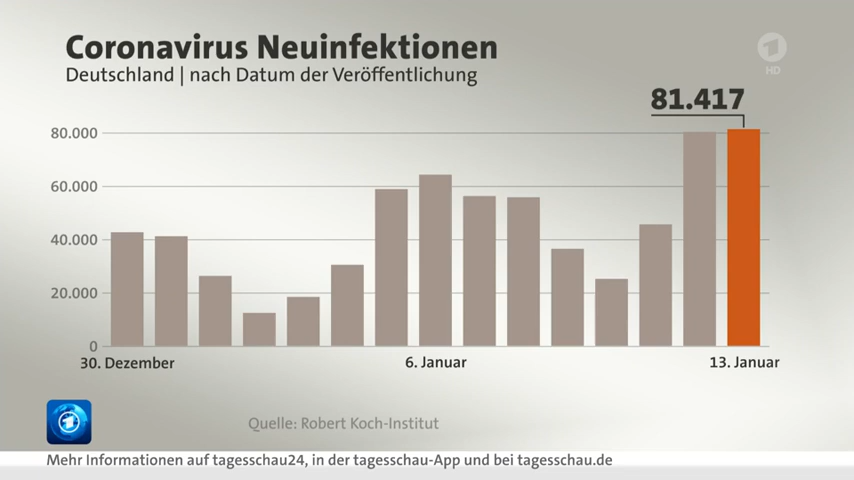 Coronavirus Neuinfektionen
Deutschland | nach Datum der Veröffentlichung
HD
81.417
80.000
60.000
40.000
20.000
0
30. Dezember
6. Januar
13. Januar
Quelle: Robert Koch-Institut
Mehr Informationen auf tagesschau24, in der tagesschau-App und bei tagesschau.de